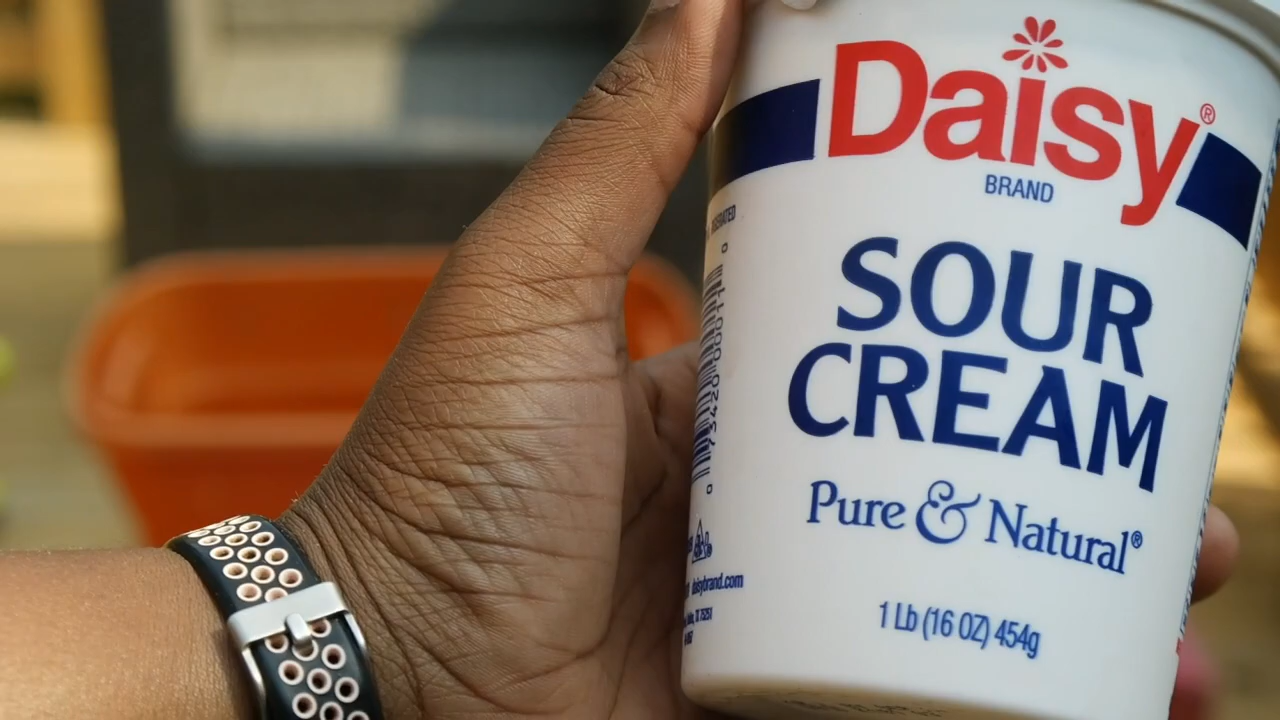 Daisy®
BRAND
SOUR
CREAM
Pure & Natural®
1 Lb (16 OZ) 454g
daisybrand.com